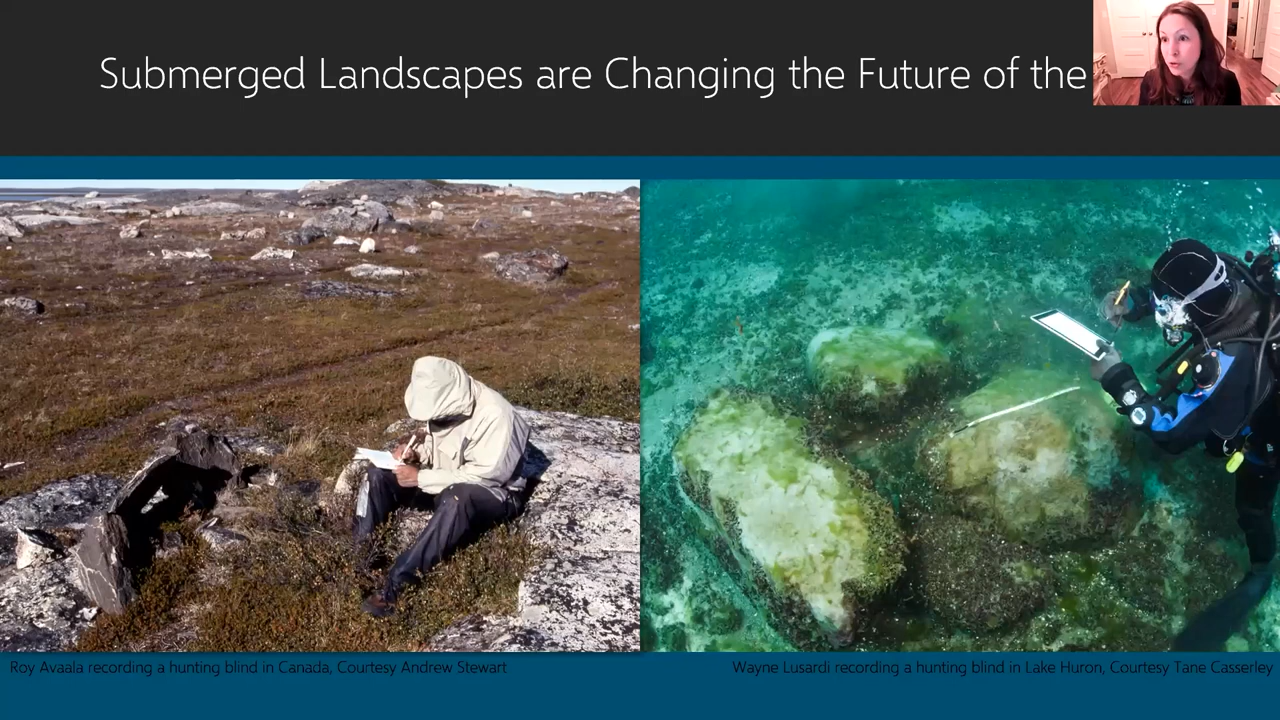 Submerged Landscapes are Changing the Future of the
Roy Avaala recording a hunting blind in Canada, Courtesy Andrew Stewart
Wayne Lusardi recording a hunting blind in Lake Huron, Courtesy Tane Casserley